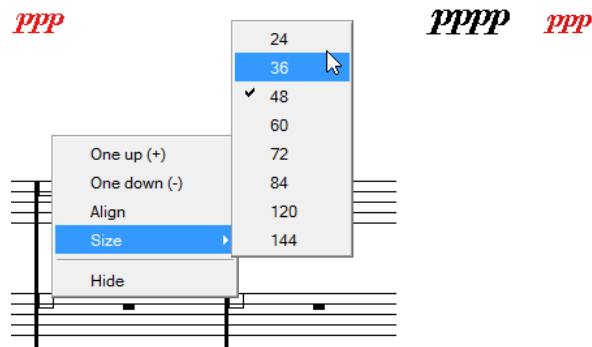 ppp
pppp ppp
24
36
48
60
72
84
120
144
One up (+)
One down (-)
Align
Size
Hide